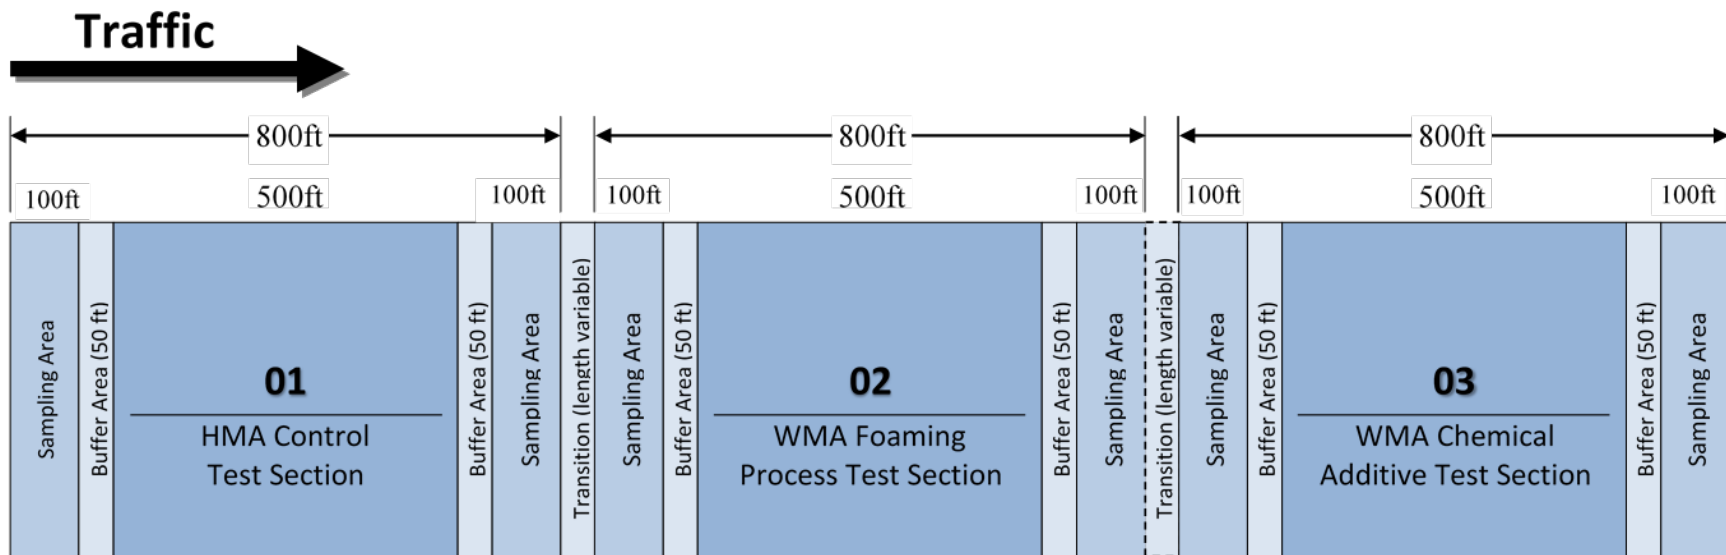 Traffic
800ft
800ft
800ft
100ft
500ft
100ft
100ft
500ft
100ft
100ft
500ft
100ft
Sampling Area
Buffer Area (50 ft)
01
HMA Control
Test Section
Buffer Area (50 ft)
Sampling Area
Transition (length variable)
Sampling Area
Buffer Area (50 ft)
02
WMA Foaming
Process Test Section
Buffer Area (50 ft)
Sampling Area
Transition (length variable)
Sampling Area
Buffer Area (50 ft)
03
WMA Chemical
Additive Test Section
Buffer Area (50 ft)
Sampling Area